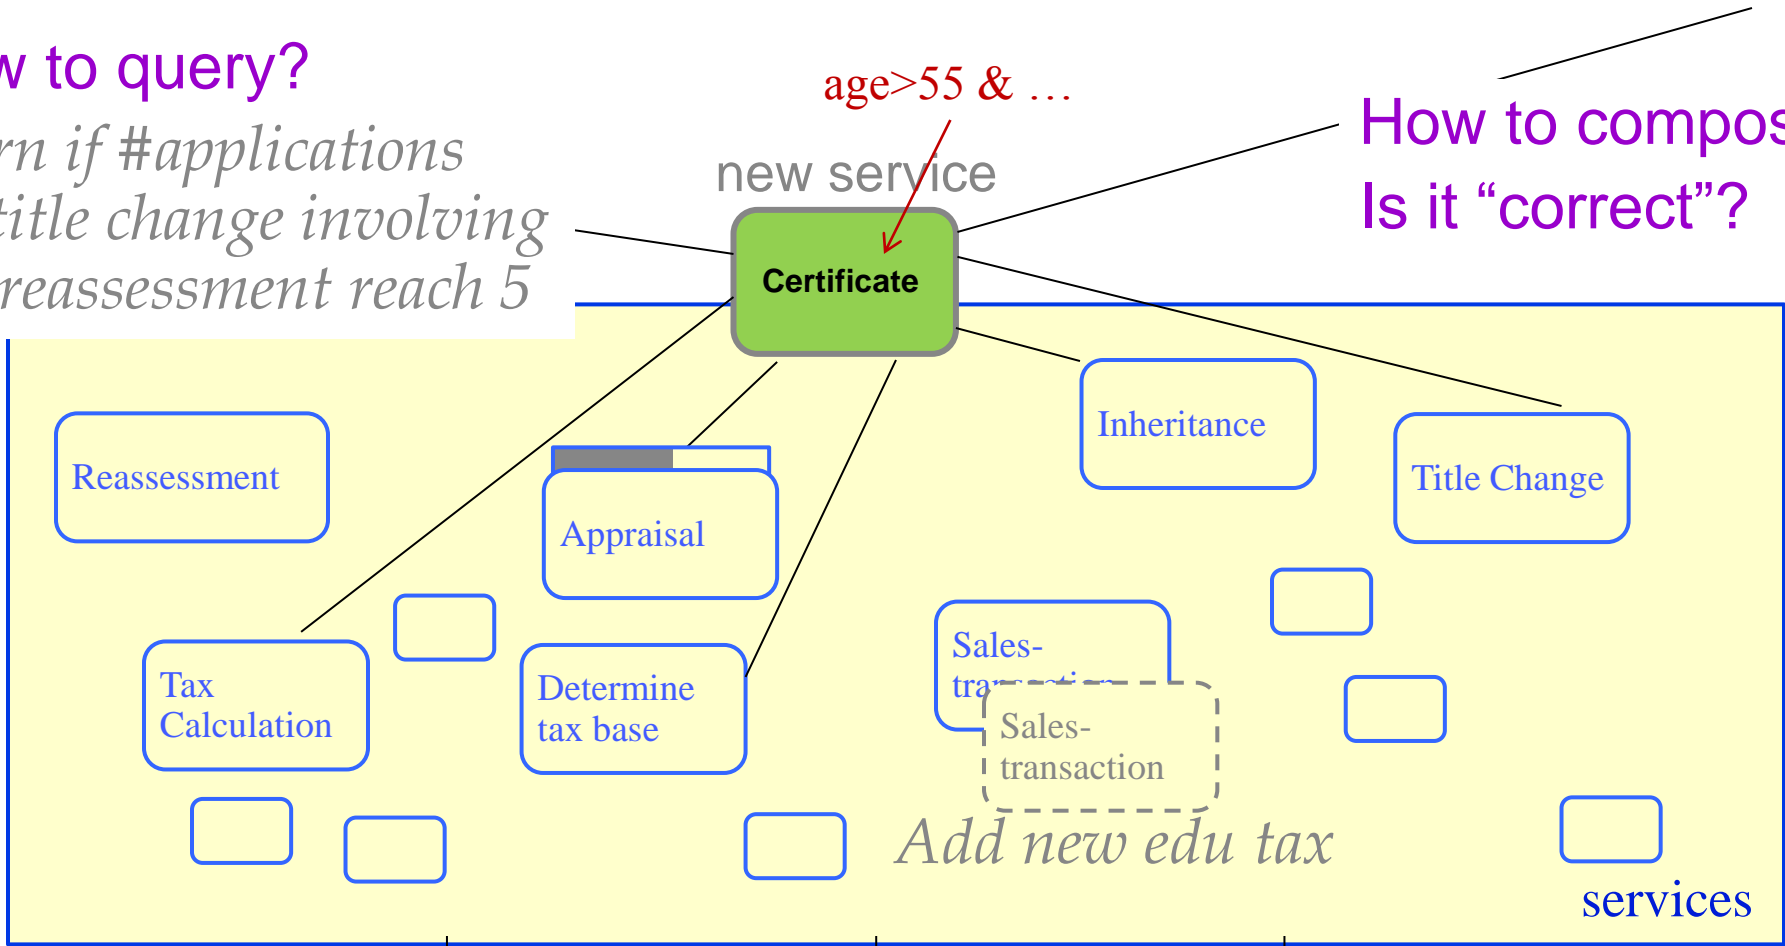 to query?
if #applications
title change involving
reassessment reach 5
age>55 & …
new service
Certificate
How to
Is it “correct”?
Reassessment
Appraisal
Inheritance
Title Change
Tax
Calculation
Determine
tax base
Sales-
transaction
Sales-
transaction
Add new edu tax
services